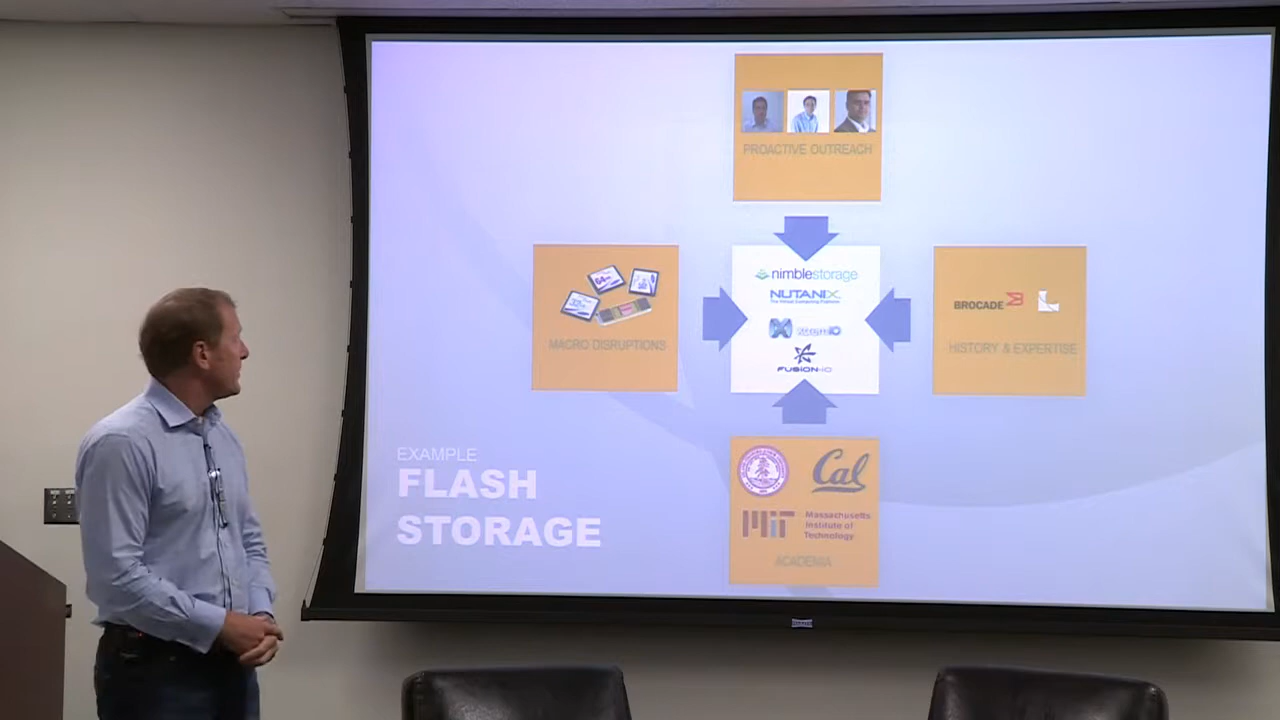 PROACTIVE OUTREACH
nimblestorage
NUTANIX
The Virtual Computing Platform
MACRO DISRUPTIONS
BROCADE
HISTORY & EXPERTISE
FUSiON-iO
EXAMPLE
FLASH
STORAGE
Cal
MIT
Massachusetts
Institute of
Technology
ACADEMIA